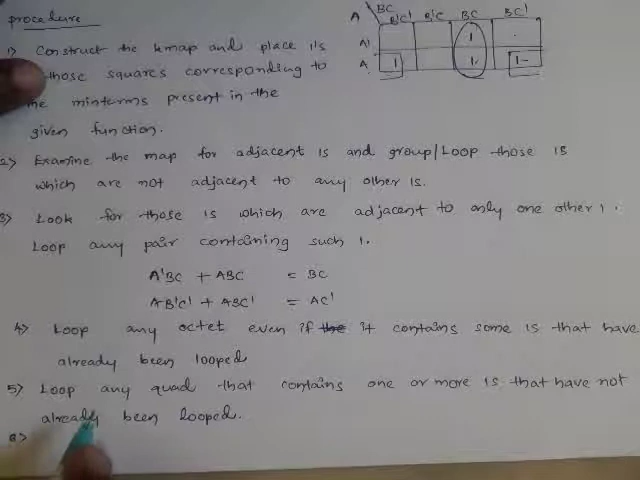 procedure
A BC B'C' B'C BC BC'
A' 1
A 1 1 1
1) Construct the kmap and place 1's
those squares corresponding to
me minterms present in the
given function.
2) Examine the map for adjacent 1s and group/Loop those 1s
which are not adjacent to any other 1s.
3) Look for those 1s which are adjacent to only one other 1.
Loop any pair containing such 1.
A'BC + ABC = BC
AB'C' + ABC' = AC'
4) Loop any octet even if it contains some 1s that have
already been looped
5) Loop any quad that contains one or more 1s that have not
already been looped.